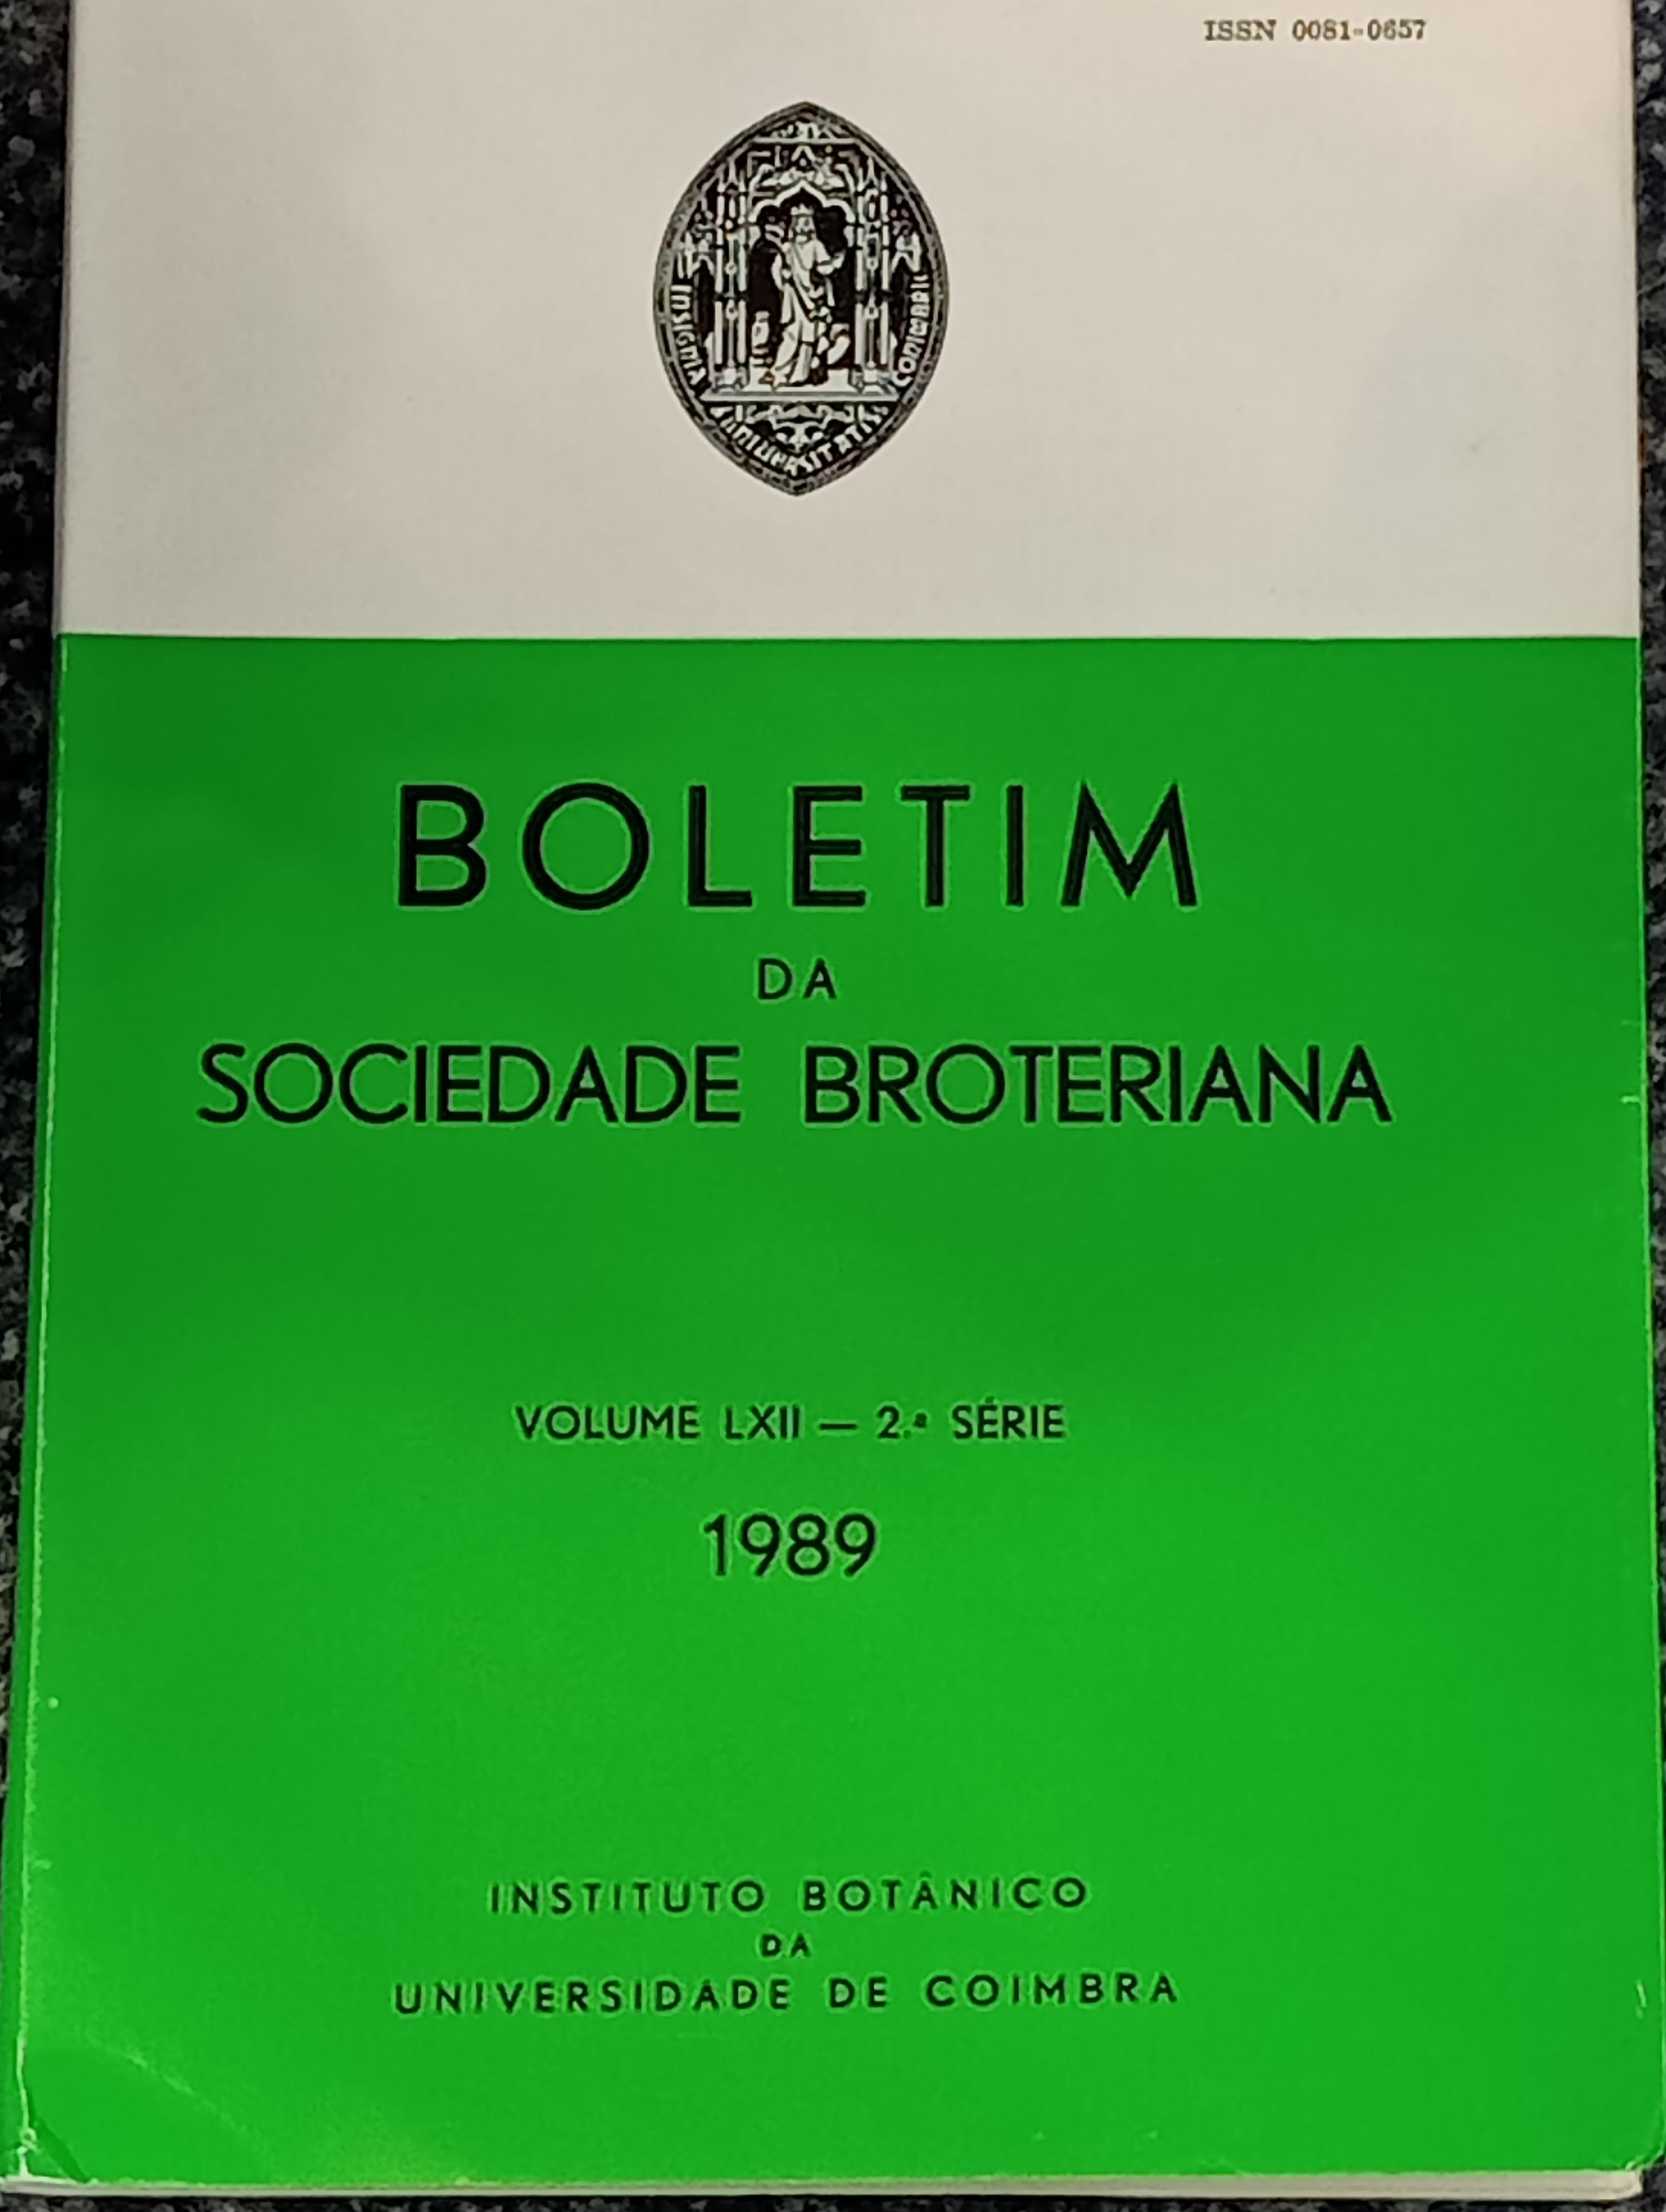 ISSN 0081-0657
INSIGNIA
UNIVERSITATIS
BOLETIM
DA
SOCIEDADE BROTERIANA
VOLUME LXII — 2.ª SÉRIE
1989
INSTITUTO BOTÂNICO
DA
UNIVERSIDADE DE COIMBRA